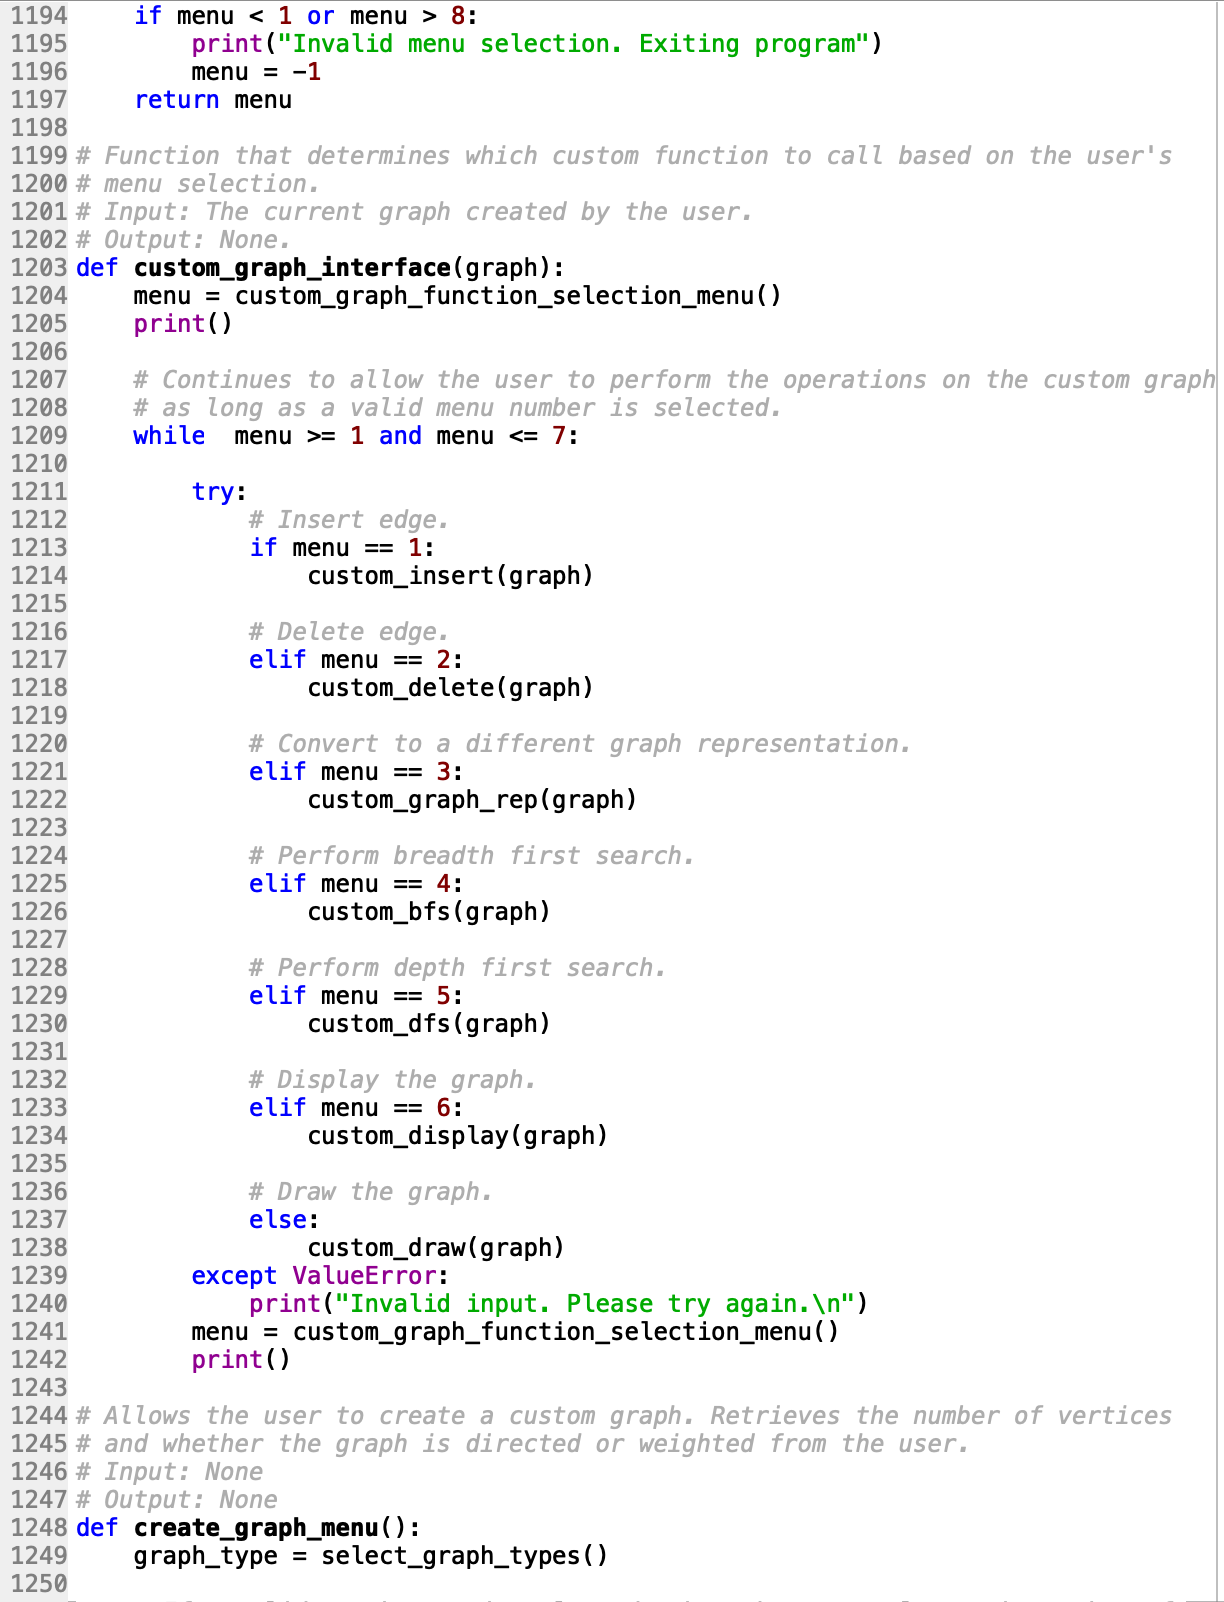 1194     if menu < 1 or menu > 8:
1195         print("Invalid menu selection. Exiting program")
1196         menu = -1
1197     return menu
1198
1199 # Function that determines which custom function to call based on the user's
1200 # menu selection.
1201 # Input: The current graph created by the user.
1202 # Output: None.
1203 def custom_graph_interface(graph):
1204     menu = custom_graph_function_selection_menu()
1205     print()
1206
1207     # Continues to allow the user to perform the operations on the custom graph
1208     # as long as a valid menu number is selected.
1209     while  menu >= 1 and menu <= 7:
1210
1211         try:
1212             # Insert edge.
1213             if menu == 1:
1214                 custom_insert(graph)
1215
1216             # Delete edge.
1217             elif menu == 2:
1218                 custom_delete(graph)
1219
1220             # Convert to a different graph representation.
1221             elif menu == 3:
1222                 custom_graph_rep(graph)
1223
1224             # Perform breadth first search.
1225             elif menu == 4:
1226                 custom_bfs(graph)
1227
1228             # Perform depth first search.
1229             elif menu == 5:
1230                 custom_dfs(graph)
1231
1232             # Display the graph.
1233             elif menu == 6:
1234                 custom_display(graph)
1235
1236             # Draw the graph.
1237             else:
1238                 custom_draw(graph)
1239         except ValueError:
1240             print("Invalid input. Please try again.\n")
1241         menu = custom_graph_function_selection_menu()
1242         print()
1243
1244 # Allows the user to create a custom graph. Retrieves the number of vertices
1245 # and whether the graph is directed or weighted from the user.
1246 # Input: None
1247 # Output: None
1248 def create_graph_menu():
1249     graph_type = select_graph_types()
1250